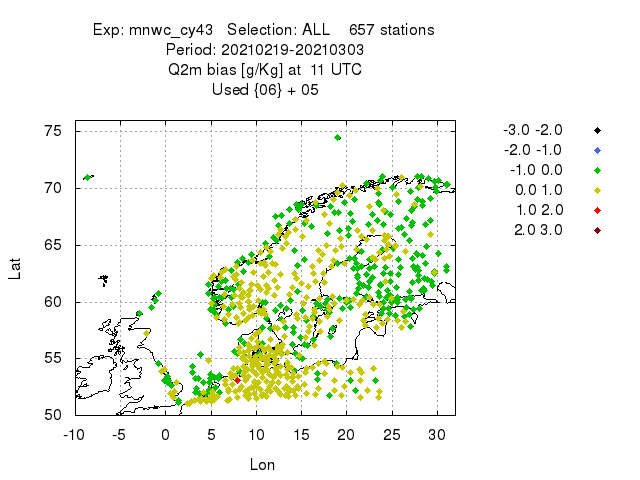 Exp: mnwc_cy43 Selection: ALL 657 stations
Period: 20210219-20210303
Q2m bias [g/Kg] at 11 UTC
Used {06} + 05
-3.0 -2.0
-2.0 -1.0
-1.0 0.0
0.0 1.0
1.0 2.0
2.0 3.0
75
70
65
60
55
50
Lat
-10 -5 0 5 10 15 20 25 30
Lon